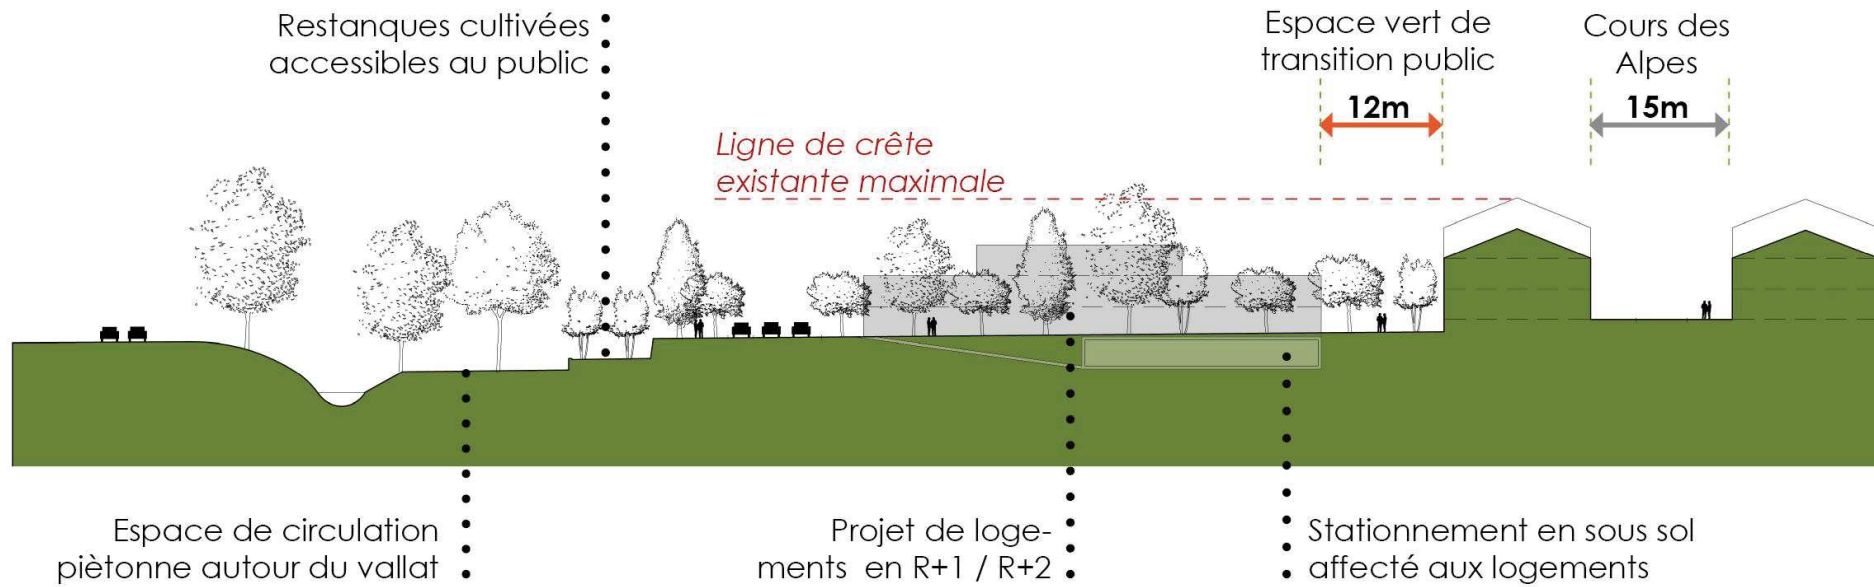 Restanques cultivées
accessibles au public
Espace vert de
transition public
12m
Cours des
Alpes
15m
Ligne de crête
existante maximale
Espace de circulation
piètonne autour du vallat
Projet de loge-
ments en R+1 / R+2
Stationnement en sous sol
affecté aux logements